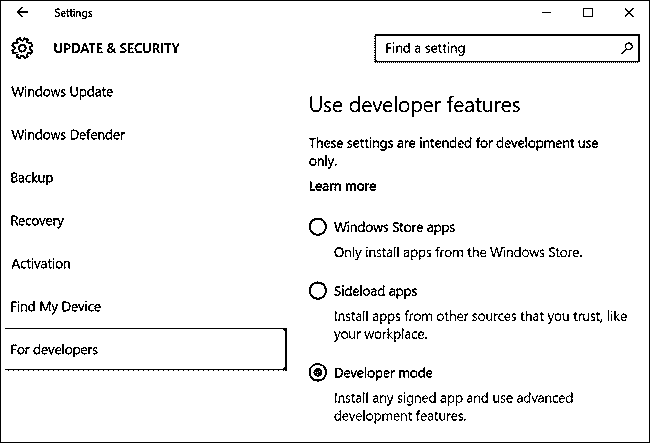 Settings
UPDATE & SECURITY
Find a setting
Windows Update
Windows Defender
Backup
Recovery
Activation
Find My Device
For developers
Use developer features
These settings are intended for development use
only.
Learn more
Windows Store apps
Only install apps from the Windows Store.
Sideload apps
Install apps from other sources that you trust, like
your workplace.
Developer mode
Install any signed app and use advanced
development features.